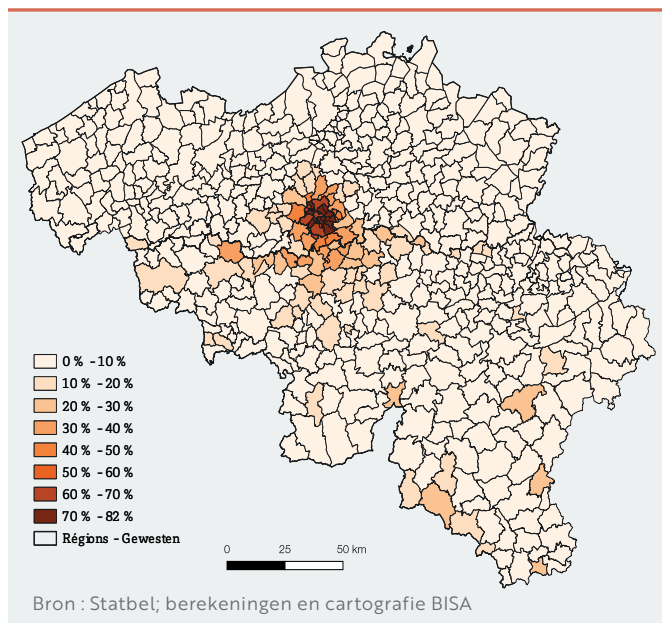 0 % - 10 %
10 % - 20 %
20 % - 30 %
30 % - 40 %
40 % - 50 %
50 % - 60 %
60 % - 70 %
70 % - 82 %
Régions - Gewesten
0 25 50 km
Bron : Statbel; berekeningen en cartografie BISA